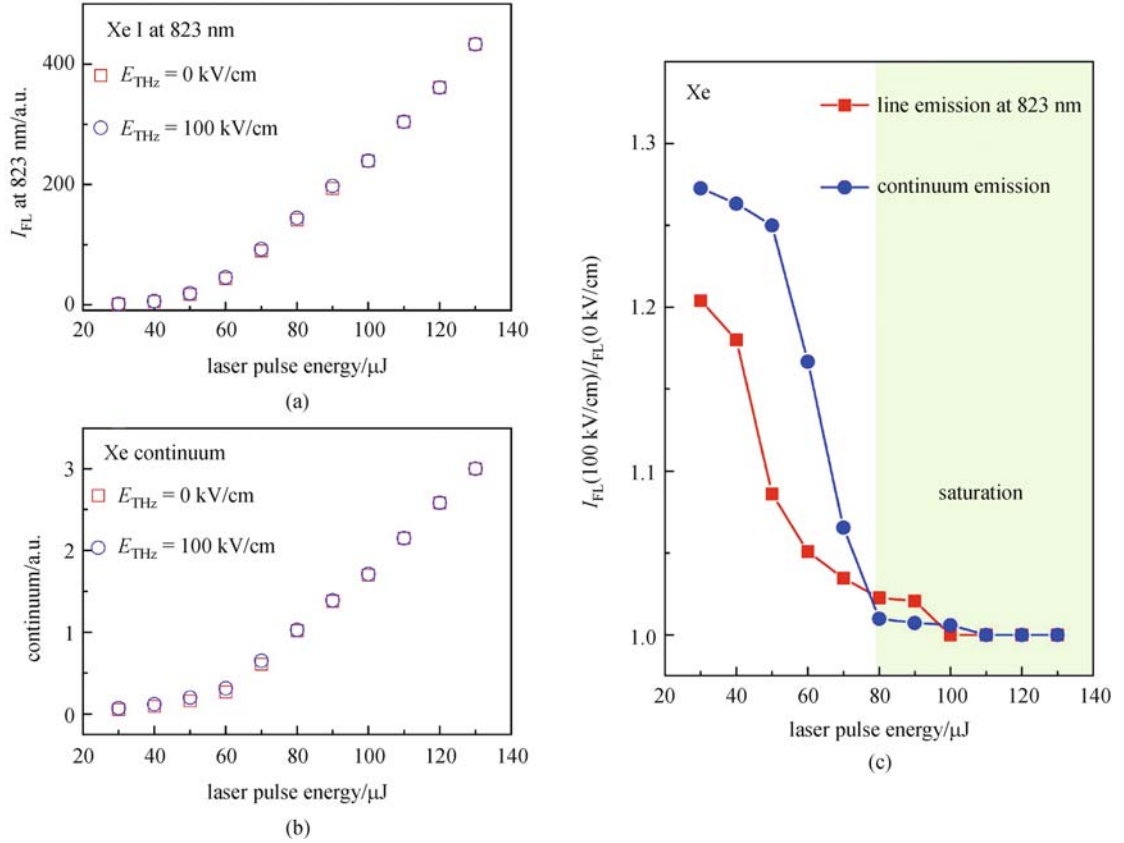 Xe I at 823 nm
E_THz = 0 kV/cm
E_THz = 100 kV/cm
I_FL at 823 nm/a.u.
400
200
0
20 40 60 80 100 120 140
laser pulse energy/μJ
(a)
Xe continuum
E_THz = 0 kV/cm
E_THz = 100 kV/cm
continuum/a.u.
3
2
1
0
20 40 60 80 100 120 140
laser pulse energy/μJ
(b)
Xe
line emission at 823 nm
continuum emission
saturation
I_FL(100 kV/cm)/I_FL(0 kV/cm)
1.3
1.2
1.1
1.0
20 40 60 80 100 120 140
laser pulse energy/μJ
(c)